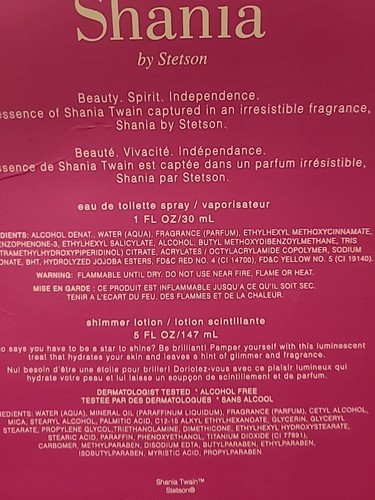 Shania
by Stetson
Beauty. Spirit. Independence.
essence of Shania Twain captured in an irresistible fragrance,
Shania by Stetson.
Beauté. Vivacité. Indépendance.
ssence de Shania Twain est captée dans un parfum irrésistible,
Shania par Stetson.
eau de toilette spray / vaporisateur
1 FL OZ/30 mL
DIENTS: ALCOHOL DENAT., WATER (AQUA), FRAGRANCE (PARFUM), ETHYLHEXYL METHOXYCINNAMATE,
ENZOPHENONE-3, ETHYLHEXYL SALICYLATE, ALCOHOL, BUTYL METHOXYDIBENZOYLMETHANE, TRIS
TRAMETHYLHYDROXYPIPERIDINOL) CITRATE, ACRYLATES / OCTYLACRYLAMIDE COPOLYMER, SODIUM
ONATE, BHT, HYDROLYZED JOJOBA ESTERS, FD&C RED NO. 4 (CI 14700), FD&C YELLOW NO. 5 (CI 19140).
WARNING: FLAMMABLE UNTIL DRY. DO NOT USE NEAR FIRE, FLAME OR HEAT.
MISE EN GARDE : CE PRODUIT EST INFLAMMABLE JUSQU'A CE QU'IL SOIT SEC.
TENIR A L'ECART DU FEU, DES FLAMMES ET DE LA CHALEUR.
shimmer lotion / lotion scintillante
5 FL OZ/147 mL
o says you have to be a star to shine? Be brilliant! Pamper yourself with this luminescent
treat that hydrates your skin and leaves a hint of glimmer and fragrance.
Nul besoin d'être une étoile pour briller! Dorlotez-vous avec ce plaisir lumineux qui
hydrate votre peau et lui laisse un soupçon de scintillement et de parfum.
DERMATOLOGIST TESTED * ALCOHOL FREE
TESTEE PAR DES DERMATOLOGUES * SANS ALCOOL
EDIENTS: WATER (AQUA), MINERAL OIL (PARAFFINUM LIQUIDUM), FRAGRANCE (PARFUM), CETYL ALCOHOL,
MICA, STEARYL ALCOHOL, PALMITIC ACID, C12-15 ALKYL ETHYLHEXANOATE, GLYCERIN, GLYCERYL
STEARATE, PROPYLENE GLYCOL, TRIETHANOLAMINE, DIMETHICONE, ETHYLHEXYL HYDROXYSTEARATE,
STEARIC ACID, PARAFFIN, PHENOXYETHANOL, TITANIUM DIOXIDE (CI 77891),
CARBOMER, METHYLPARABEN, DISODIUM EDTA, BUTYLPARABEN, ETHYLPARABEN,
ISOBUTYLPARABEN, MYRISTIC ACID, PROPYLPARABEN
Shania Twain™
Stetson®